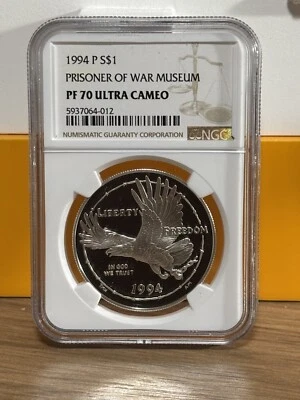 1994 P S$1
PRISONER OF WAR MUSEUM
PF 70 ULTRA CAMEO
5937064-012
NUMISMATIC GUARANTY CORPORATION
NGC
LIBERTY
FREEDOM
IN GOD
WE TRUST
1994